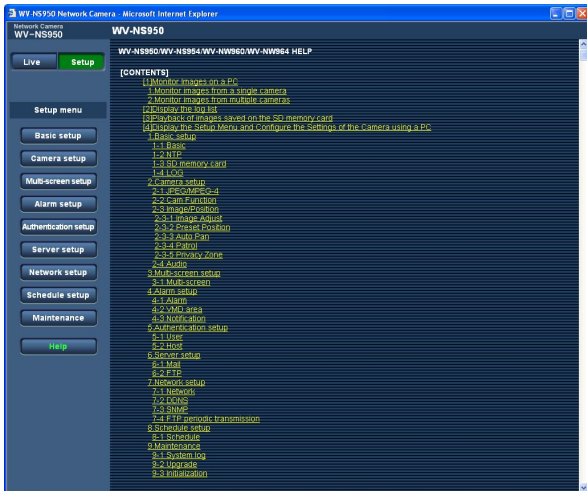 WV-NS950 Network Camera - Microsoft Internet Explorer
Network Camera
WV-NS950
WV-NS950
Live
Setup
Setup menu
Basic setup
Camera setup
Multi-screen setup
Alarm setup
Authentication setup
Server setup
Network setup
Schedule setup
Maintenance
Help
WV-NS950/WV-NS954/WV-NW960/WV-NW964 HELP
[CONTENTS]
[1]Monitor Images on a PC
1.Monitor images from a single camera
2.Monitor images from multiple cameras
[2]Display the log list
[3]Playback of images saved on the SD memory card
[4]Display the Setup Menu and Configure the Settings of the Camera using a PC
1.Basic setup
1-1 Basic
1-2 NTP
1-3 SD memory card
1-4 LOG
2.Camera setup
2-1 JPEG/MPEG-4
2-2 Cam Function
2-3 Image/Position
2-3-1 Image Adjust
2-3-2 Preset Position
2-3-3 Auto Pan
2-3-4 Patrol
2-3-5 Privacy Zone
2-4 Audio
3.Multi-screen setup
3-1 Multi-screen
4.Alarm setup
4-1 Alarm
4-2 VMD area
4-3 Notification
5.Authentication setup
5-1 User
5-2 Host
6.Server setup
6-1 Mail
6-2 FTP
7.Network setup
7-1 Network
7-2 DDNS
7-3 SNMP
7-4 FTP periodic transmission
8.Schedule setup
8-1 Schedule
9.Maintenance
9-1 System log
9-2 Upgrade
9-3 Initialization